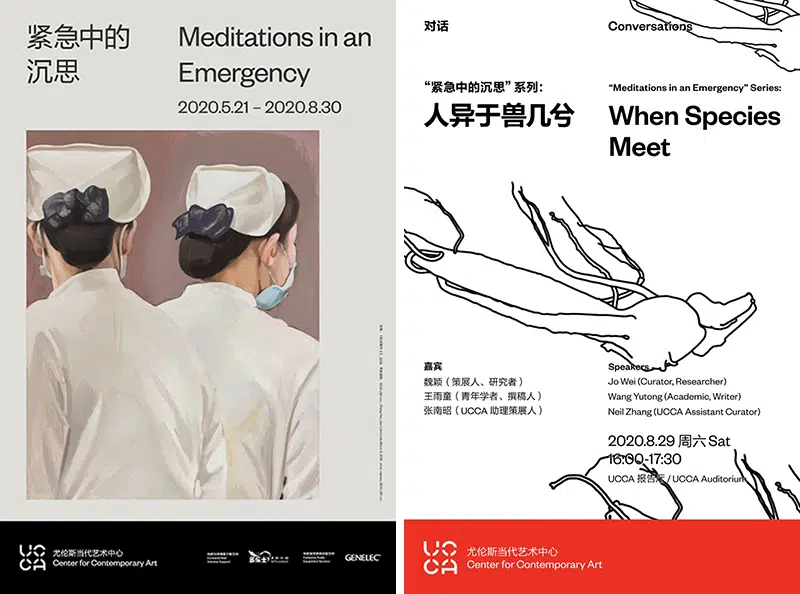 紧急中的
沉思
Meditations in an
Emergency
2020.5.21 – 2020.8.30
UCCA
尤伦斯当代艺术中心
Center for Contemporary Art
GENELEC®
对话
Conversations
“紧急中的沉思”系列：
人异于兽几兮
“Meditations in an Emergency” Series:
When Species
Meet
嘉宾
魏颖（策展人、研究者）
王雨童（青年学者、撰稿人）
张南昭（UCCA 助理策展人）
Speakers
Jo Wei (Curator, Researcher)
Wang Yutong (Academic, Writer)
Neil Zhang (UCCA Assistant Curator)
2020.8.29 周六 Sat
16:00-17:30
UCCA 报告厅 / UCCA Auditorium
UCCA
尤伦斯当代艺术中心
Center for Contemporary Art